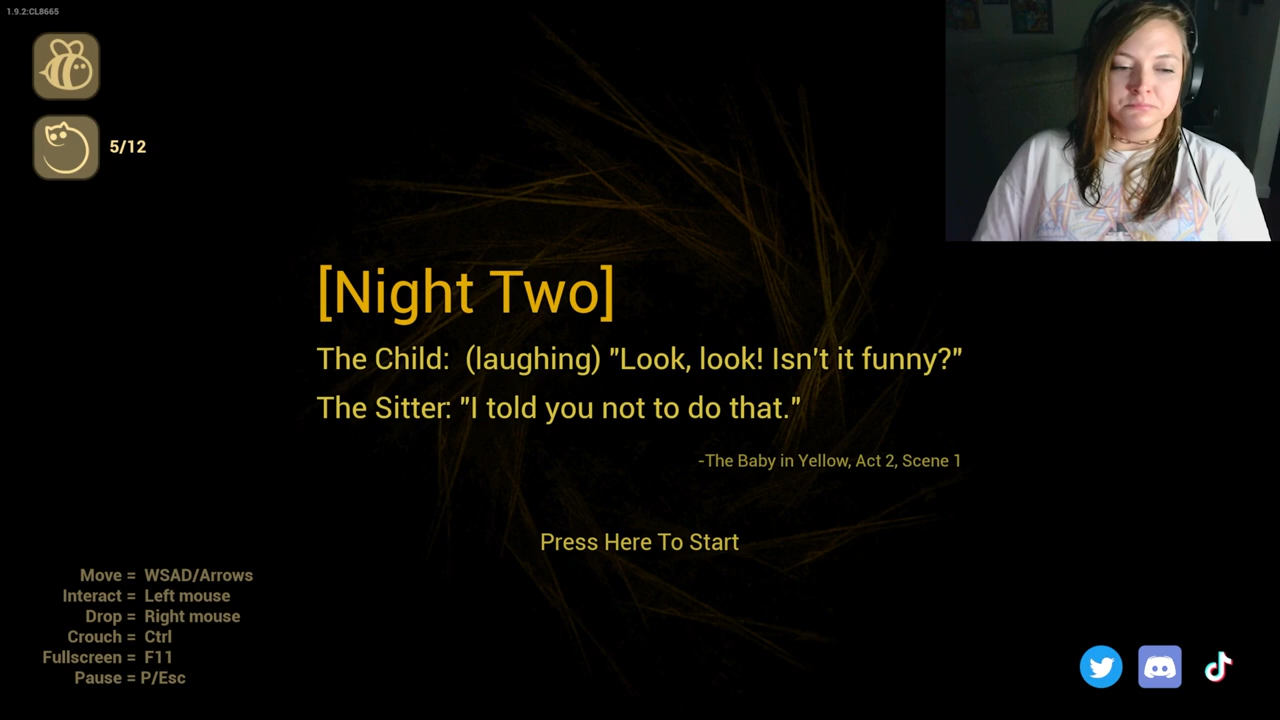 1.9.2:CL8665
5/12
[Night Two]
The Child:  (laughing) "Look, look! Isn't it funny?"
The Sitter: "I told you not to do that."
-The Baby in Yellow, Act 2, Scene 1
Press Here To Start
Move = WSAD/Arrows
Interact = Left mouse
Drop = Right mouse
Crouch = Ctrl
Fullscreen = F11
Pause = P/Esc